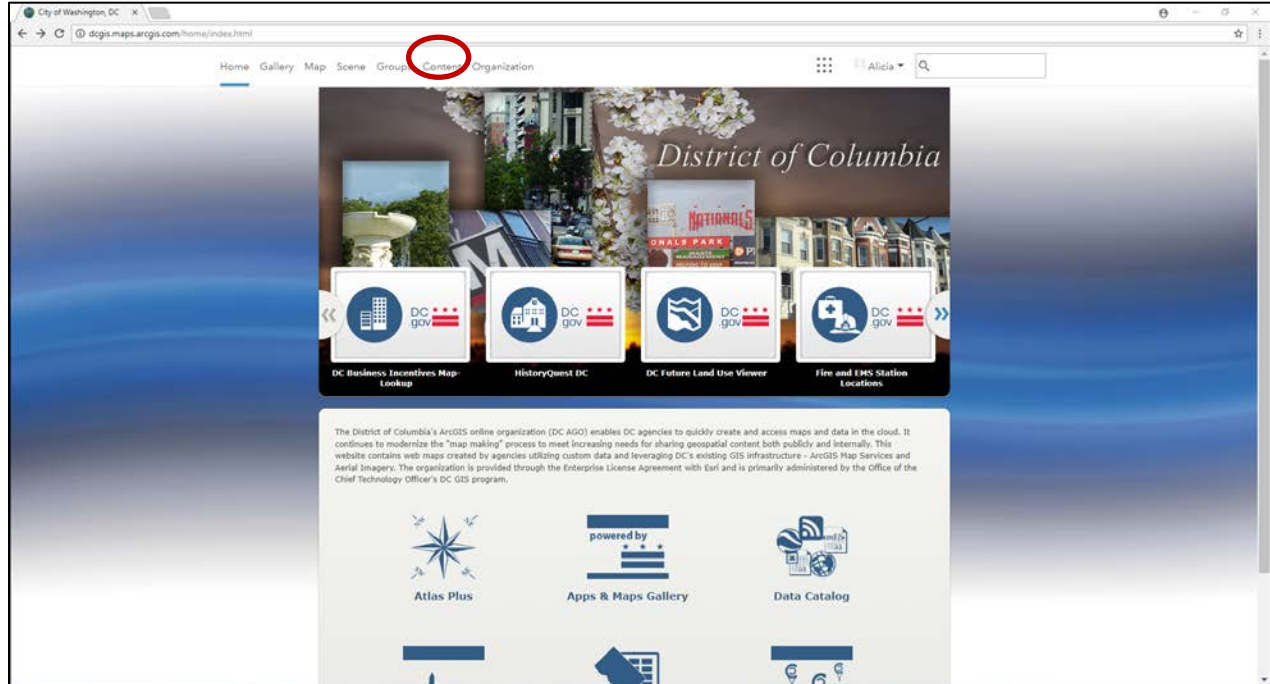 City of Washington, DC
dcgis.maps.arcgis.com/home/index.html
Home Gallery Map Scene Groups Content Organization Alicia
District of Columbia
NATIONALS
ONALS PARK
WASTE
MANAGEMENT
DC .gov
DC .gov
DC .gov
DC .gov
DC Business Incentives Map-Lookup
HistoryQuest DC
DC Future Land Use Viewer
Fire and EMS Station Locations
The District of Columbia's ArcGIS online organization (DC AGO) enables DC agencies to quickly create and access maps and data in the cloud. It
continues to modernize the "map making" process to meet increasing needs for sharing geospatial content both publicly and internally. This
website contains web maps created by agencies utilizing custom data and leveraging DC's existing GIS infrastructure - ArcGIS Map Services and
Aerial Imagery. The organization is provided through the Enterprise License Agreement with Esri and is primarily administered by the Office of the
Chief Technology Officer's DC GIS program.
powered by
Atlas Plus
Apps & Maps Gallery
Data Catalog